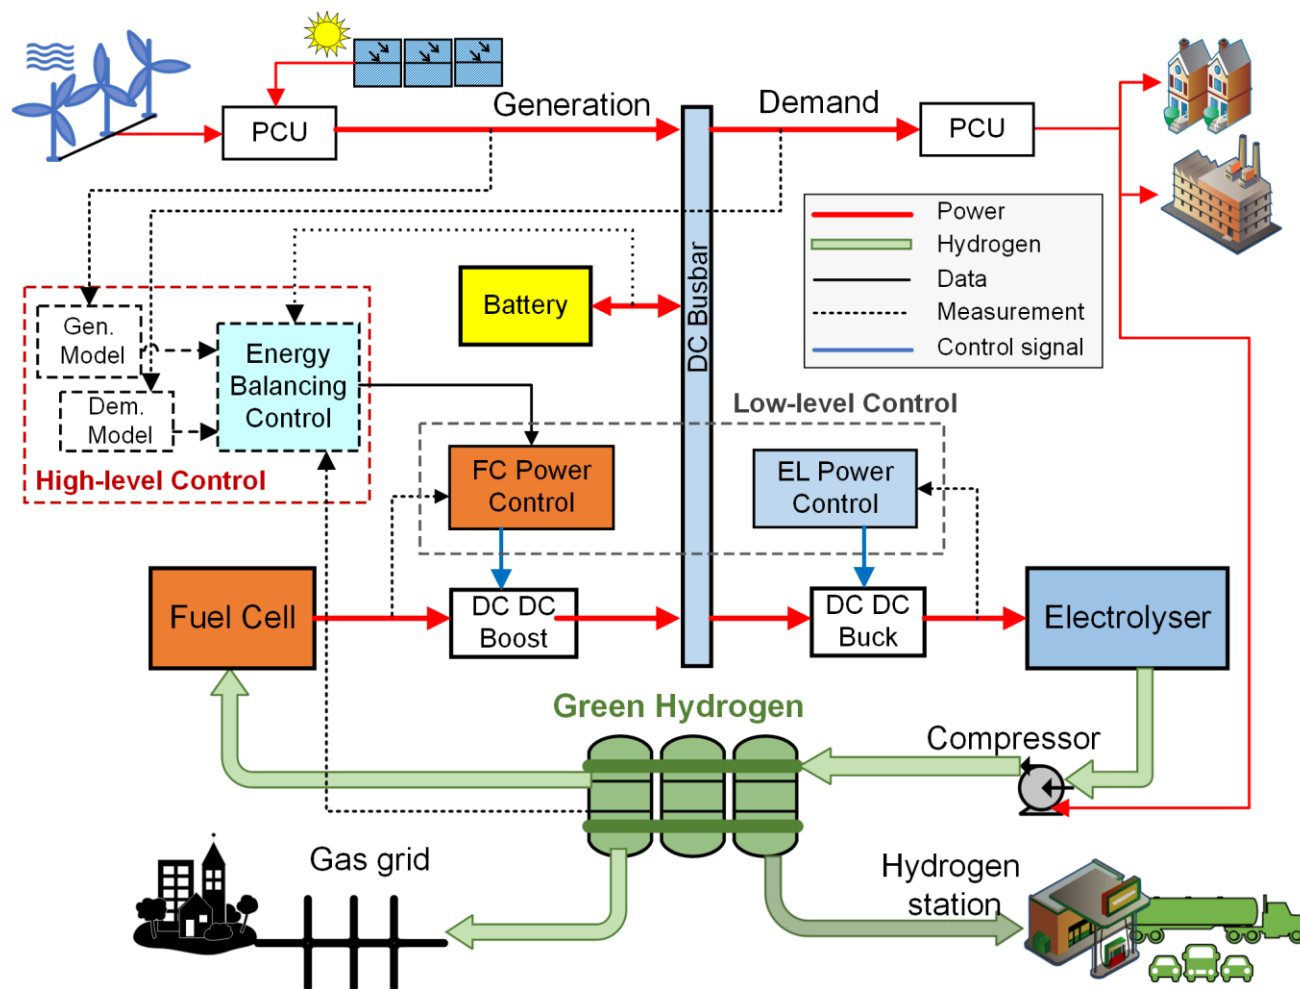 Generation
Demand
PCU
PCU
Power
Hydrogen
Data
Measurement
Control signal
DC Busbar
Battery
Gen.
Model
Energy
Balancing
Control
Dem.
Model
High-level Control
Low-level Control
FC Power
Control
EL Power
Control
Fuel Cell
DC DC
Boost
DC DC
Buck
Electrolyser
Green Hydrogen
Compressor
Gas grid
Hydrogen
station